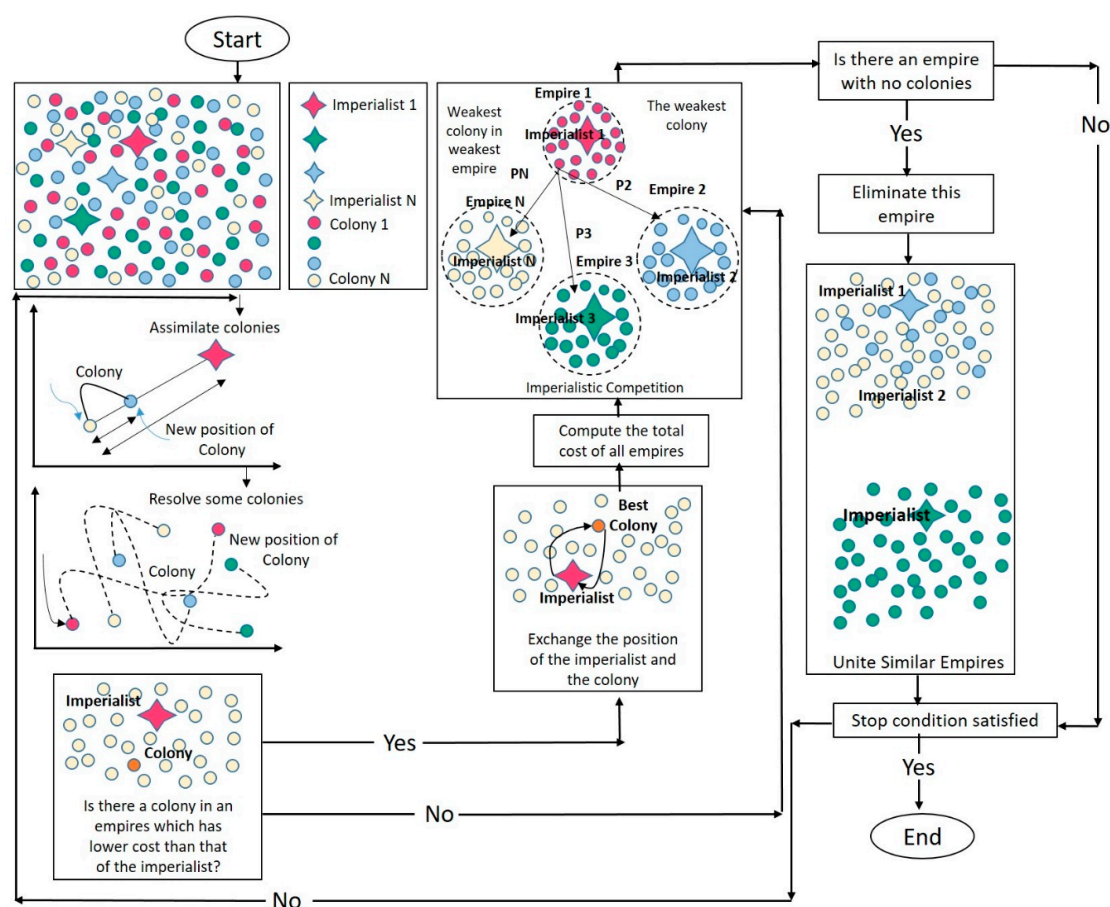 Start
Imperialist 1
Imperialist N
Colony 1
Colony N
Assimilate colonies
Colony
New position of
Colony
Resolve some colonies
New position of
Colony
Colony
Imperialist
Colony
Is there a colony in an
empires which has
lower cost than that
of the imperialist?
Yes
No
Exchange the position
of the imperialist and
the colony
Imperialist
Best
Colony
Compute the total
cost of all empires
Imperialistic Competition
Weakest
colony in
weakest
empire
Empire 1
Imperialist 1
The weakest
colony
PN
P2
P3
Empire N
Imperialist N
Empire 2
Imperialist 2
Empire 3
Imperialist 3
Is there an empire
with no colonies
Yes
No
Eliminate this
empire
Imperialist 1
Imperialist 2
Imperialist
Unite Similar Empires
Stop condition satisfied
Yes
End
No